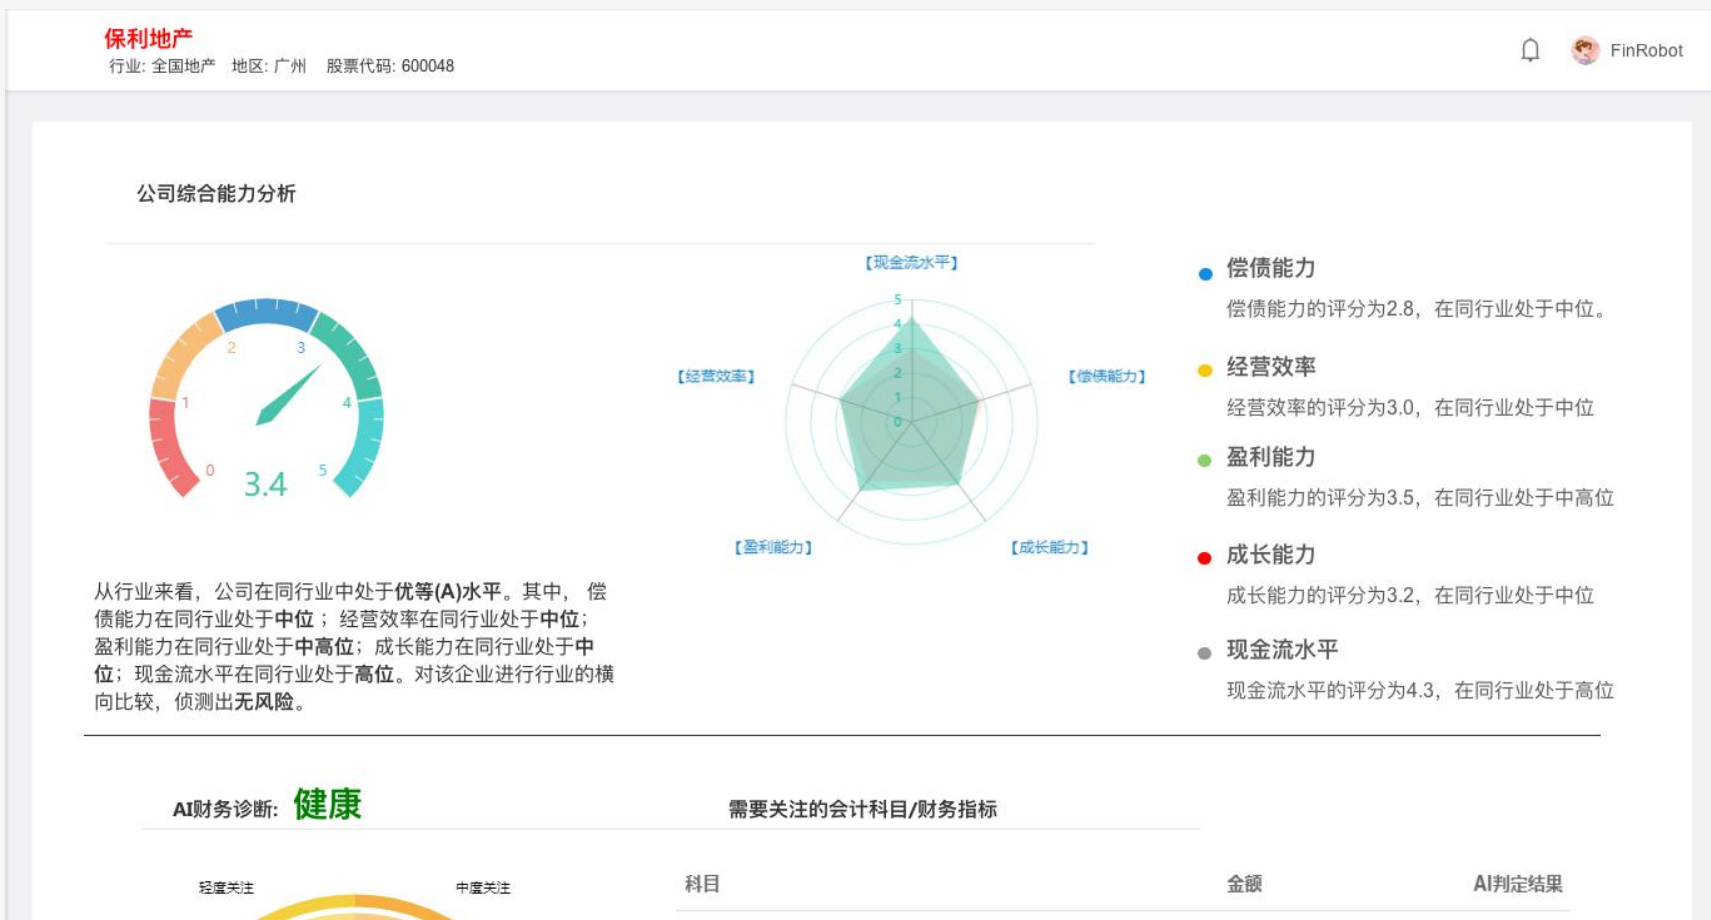 保利地产
行业: 全国地产 地区: 广州 股票代码: 600048
FinRobot
公司综合能力分析
0
1
2
3
4
5
3.4
从行业来看，公司在同行业中处于优等(A)水平。其中， 偿
债能力在同行业处于中位 ；经营效率在同行业处于中位；
盈利能力在同行业处于中高位；成长能力在同行业处于中
位；现金流水平在同行业处于高位。对该企业进行行业的横
向比较，侦测出无风险。
【现金流水平】
5
4
3
2
1
0
【经营效率】
【偿债能力】
【盈利能力】
【成长能力】
偿债能力
偿债能力的评分为2.8，在同行业处于中位。
经营效率
经营效率的评分为3.0，在同行业处于中位
盈利能力
盈利能力的评分为3.5，在同行业处于中高位
成长能力
成长能力的评分为3.2，在同行业处于中位
现金流水平
现金流水平的评分为4.3，在同行业处于高位
AI财务诊断: 健康
轻度关注
中度关注
需要关注的会计科目/财务指标
科目 金额 AI判定结果